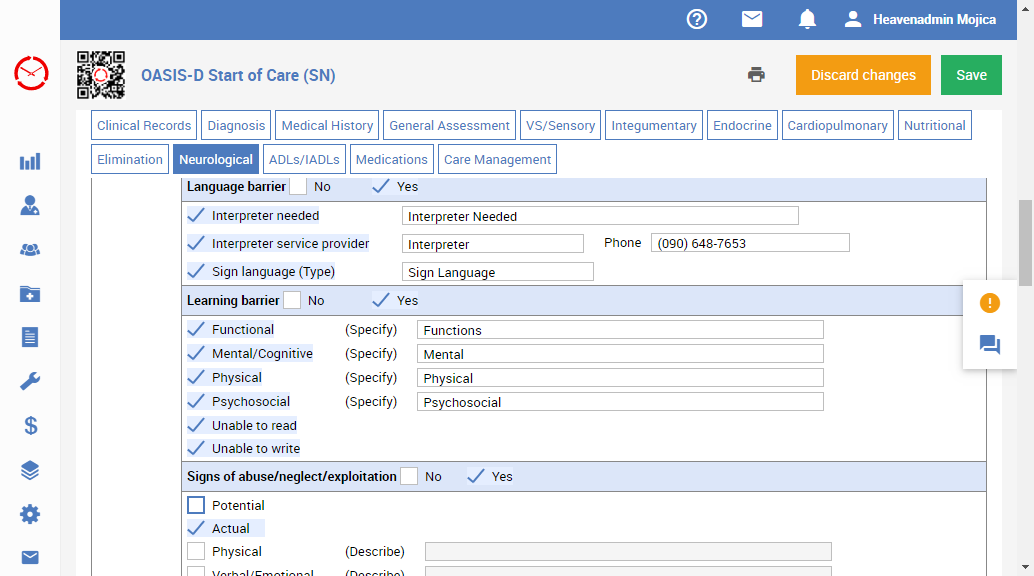 Heavenadmin Mojica
OASIS-D Start of Care (SN)
Discard changes
Save
Clinical Records
Diagnosis
Medical History
General Assessment
VS/Sensory
Integumentary
Endocrine
Cardiopulmonary
Nutritional
Elimination
Neurological
ADLs/IADLs
Medications
Care Management
Language barrier No Yes
Interpreter needed Interpreter Needed
Interpreter service provider Interpreter Phone (090) 648-7653
Sign language (Type) Sign Language
Learning barrier No Yes
Functional (Specify) Functions
Mental/Cognitive (Specify) Mental
Physical (Specify) Physical
Psychosocial (Specify) Psychosocial
Unable to read
Unable to write
Signs of abuse/neglect/exploitation No Yes
Potential
Actual
Physical (Describe)
Verbal/Emotional (Describe)